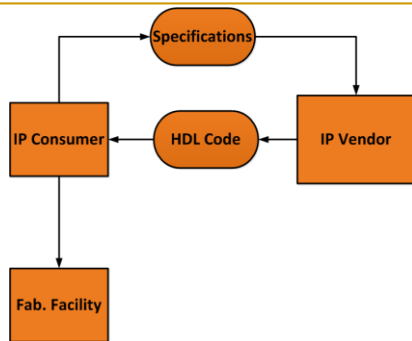 Specifications
IP Consumer
HDL Code
IP Vendor
Fab. Facility